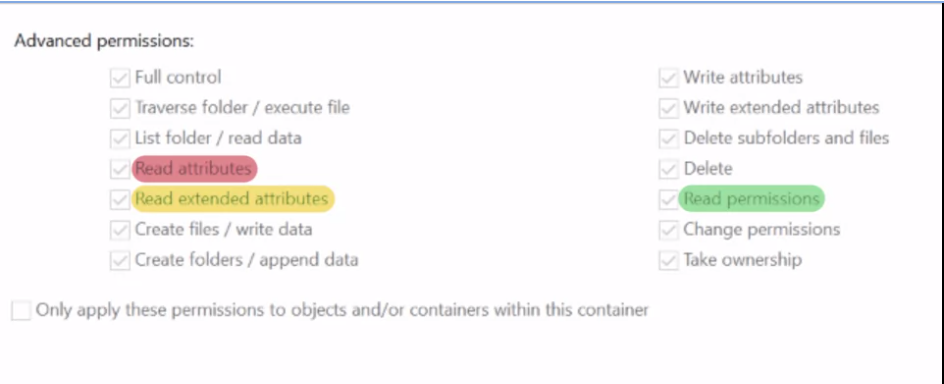 Advanced permissions:
Full control
Traverse folder / execute file
List folder / read data
Read attributes
Read extended attributes
Create files / write data
Create folders / append data
Write attributes
Write extended attributes
Delete subfolders and files
Delete
Read permissions
Change permissions
Take ownership
Only apply these permissions to objects and/or containers within this container